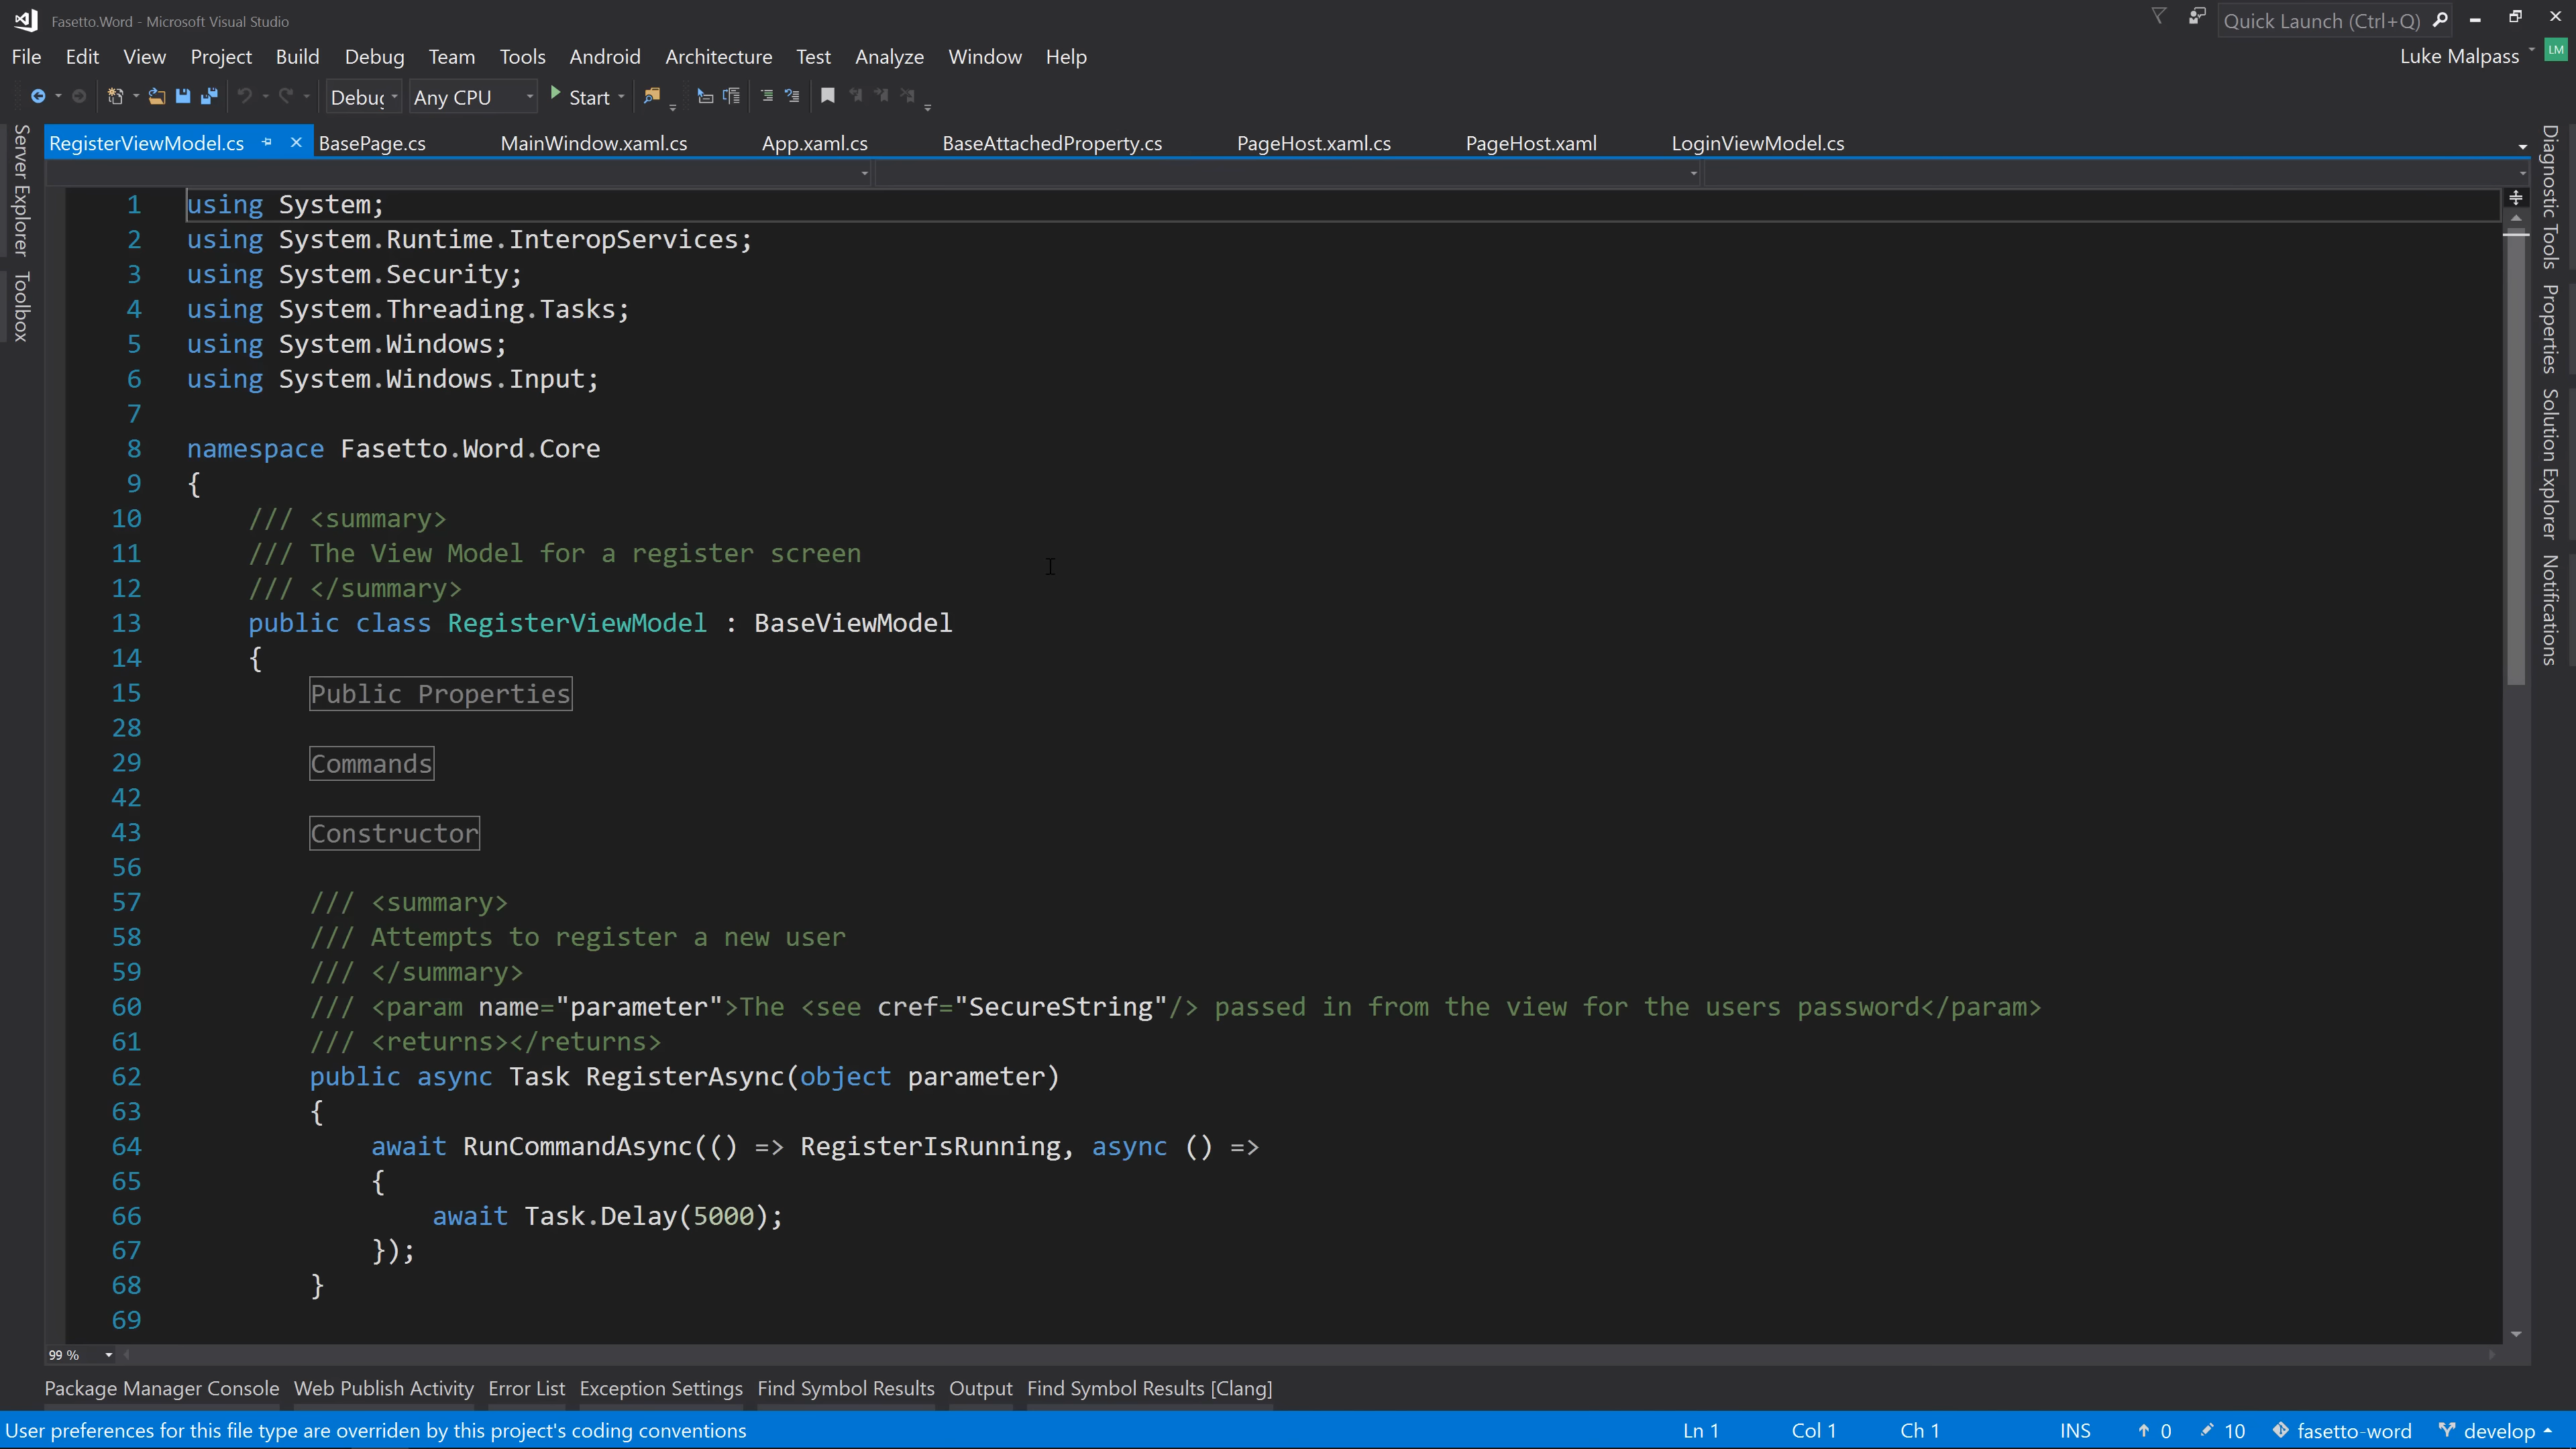 Fasetto.Word - Microsoft Visual Studio
Quick Launch (Ctrl+Q)
File Edit View Project Build Debug Team Tools Android Architecture Test Analyze Window Help
Luke Malpass LM
Debug Any CPU Start
RegisterViewModel.cs BasePage.cs MainWindow.xaml.cs App.xaml.cs BaseAttachedProperty.cs PageHost.xaml.cs PageHost.xaml LoginViewModel.cs
Server Explorer
Toolbox
Diagnostic Tools
Properties
Solution Explorer
Notifications
1 using System;
2 using System.Runtime.InteropServices;
3 using System.Security;
4 using System.Threading.Tasks;
5 using System.Windows;
6 using System.Windows.Input;
7
8 namespace Fasetto.Word.Core
9 {
10 /// <summary>
11 /// The View Model for a register screen
12 /// </summary>
13 public class RegisterViewModel : BaseViewModel
14 {
15 Public Properties
28
29 Commands
42
43 Constructor
56
57 /// <summary>
58 /// Attempts to register a new user
59 /// </summary>
60 /// <param name="parameter">The <see cref="SecureString"/> passed in from the view for the users password</param>
61 /// <returns></returns>
62 public async Task RegisterAsync(object parameter)
63 {
64 await RunCommandAsync(() => RegisterIsRunning, async () =>
65 {
66 await Task.Delay(5000);
67 });
68 }
69
99 %
Package Manager Console Web Publish Activity Error List Exception Settings Find Symbol Results Output Find Symbol Results [Clang]
User preferences for this file type are overriden by this project's coding conventions Ln 1 Col 1 Ch 1 INS 0 10 fasetto-word develop